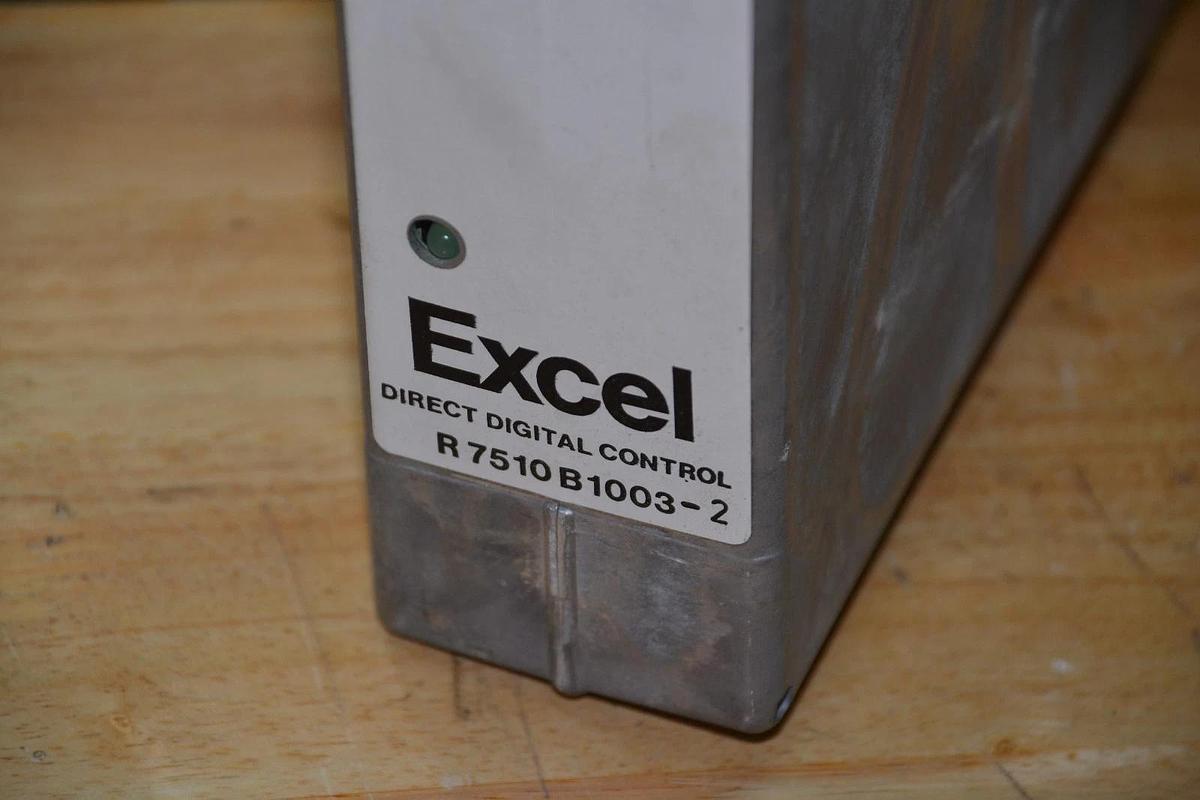 Excel
DIRECT DIGITAL CONTROL
R 7510 B1003-2